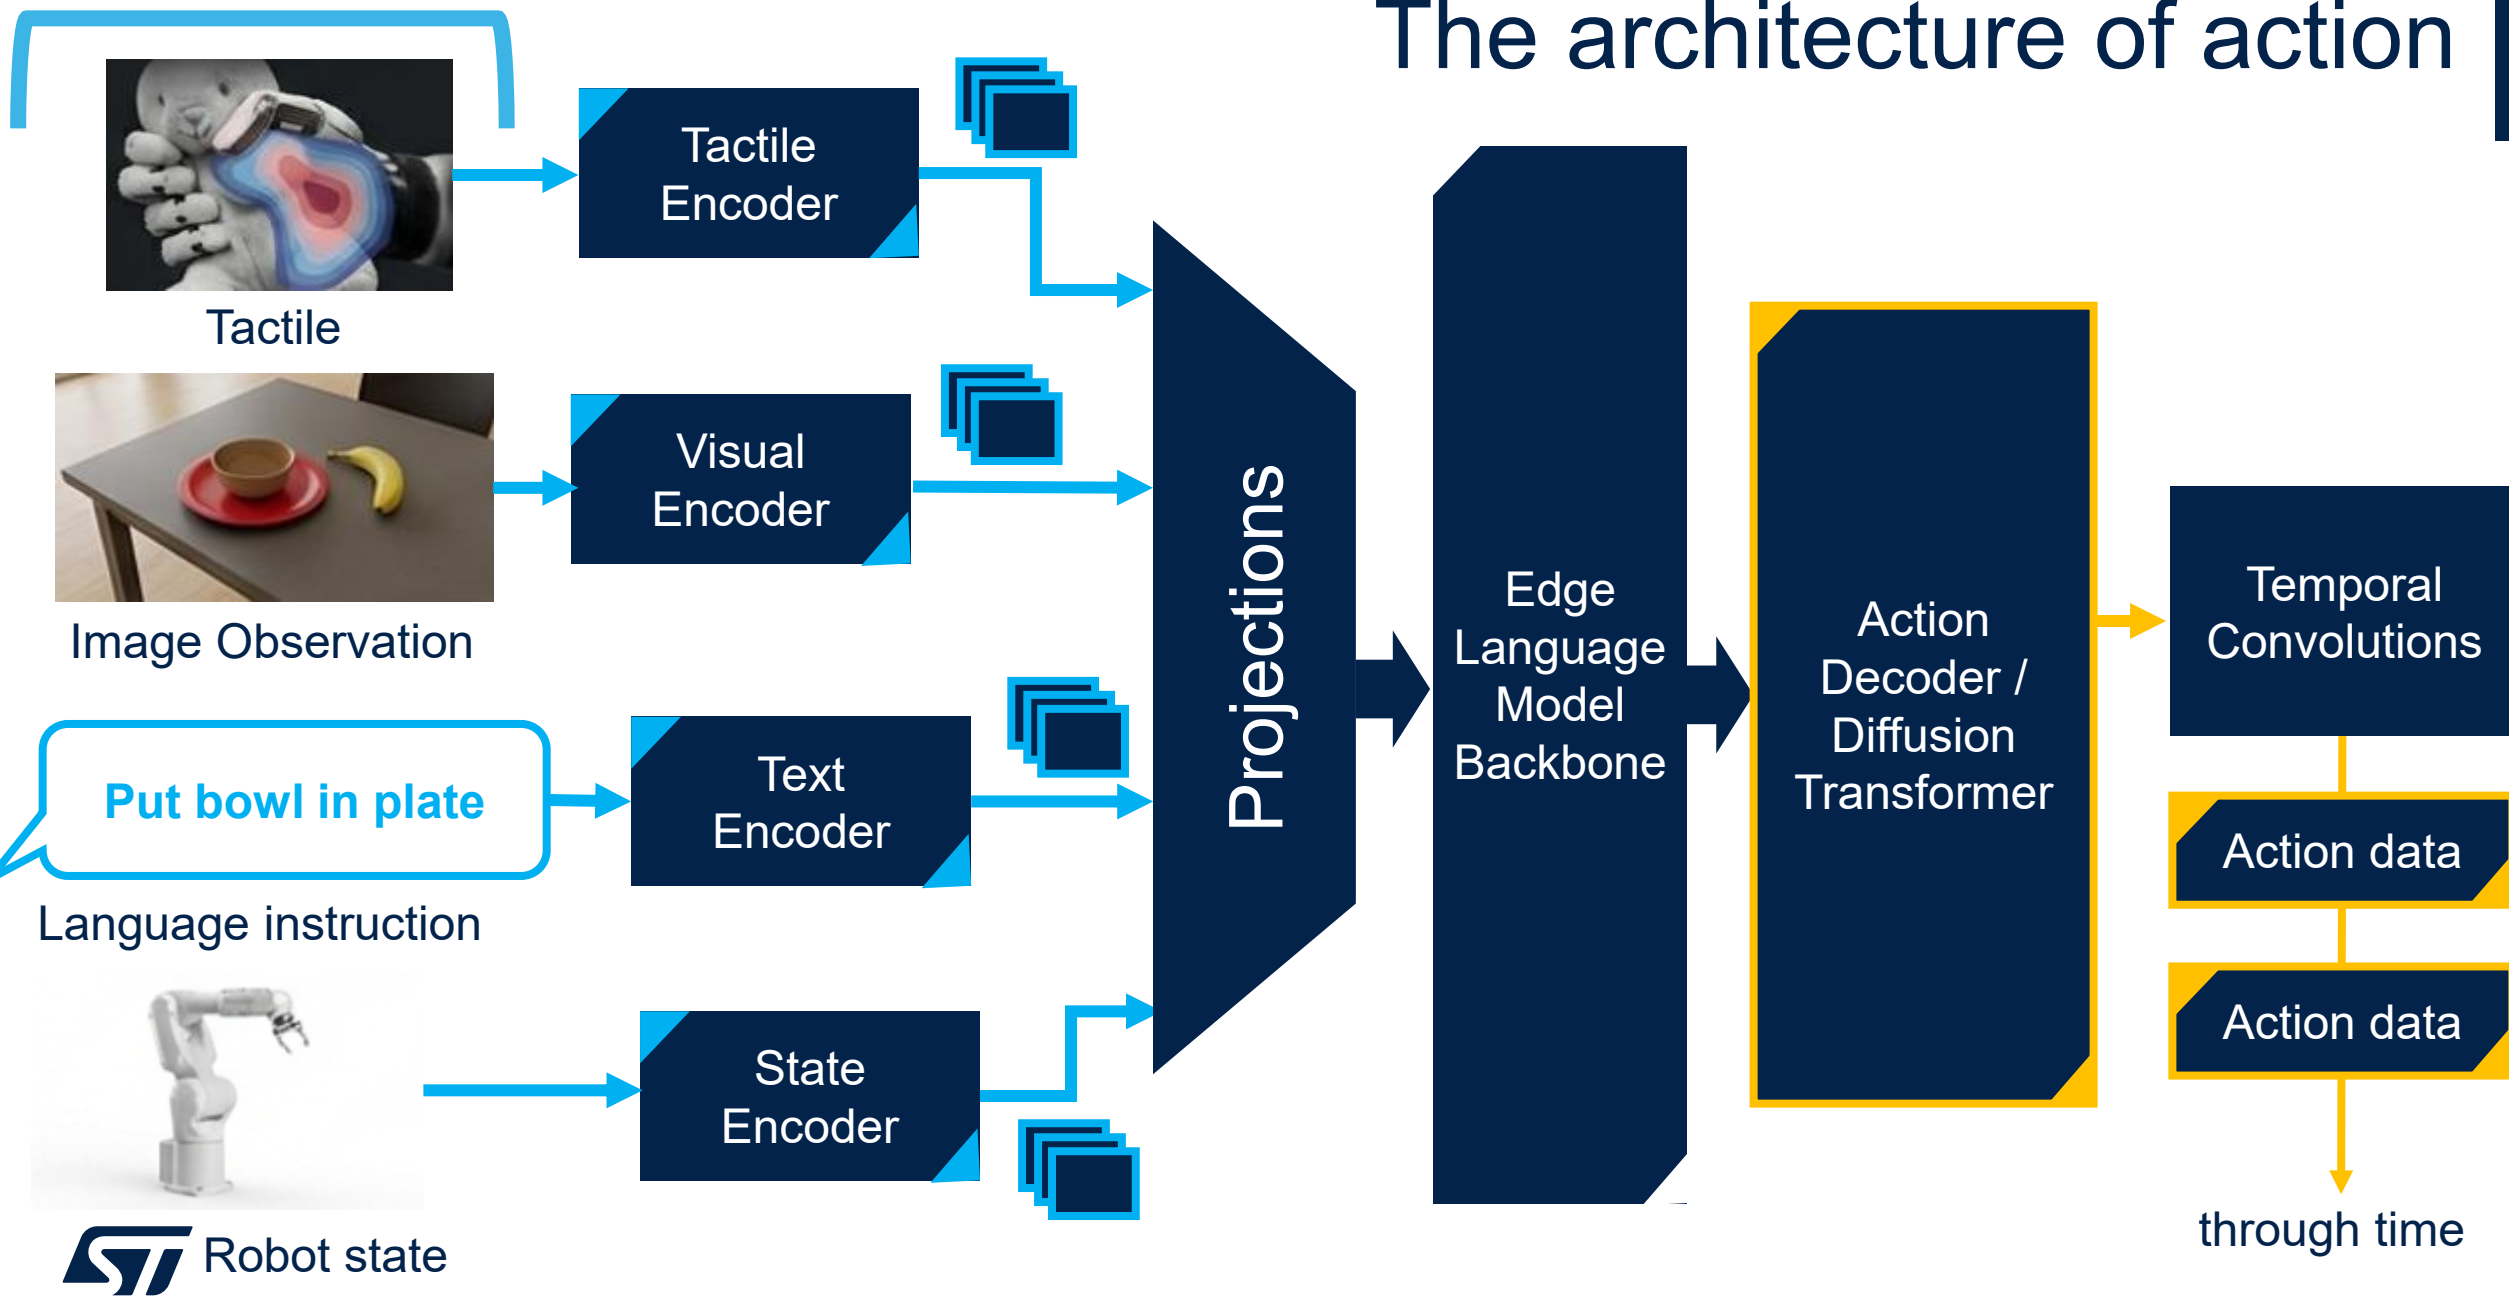 The architecture of action
Tactile
Encoder
Tactile
Visual
Encoder
Image Observation
Put bowl in plate
Text
Encoder
Language instruction
State
Encoder
ST Robot state
Projections
Edge
Language
Model
Backbone
Action
Decoder /
Diffusion
Transformer
Temporal
Convolutions
Action data
Action data
through time